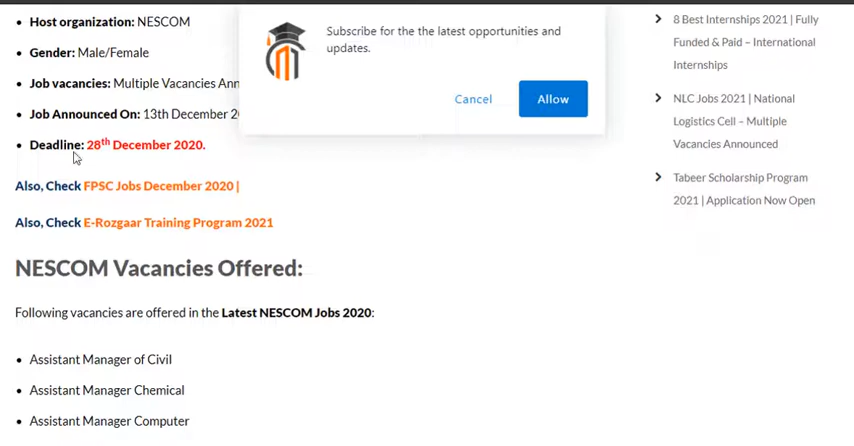 Host organization: NESCOM
Gender: Male/Female
Job vacancies: Multiple Vacancies Ann
Job Announced On: 13th December 20
Deadline: 28th December 2020.
Also, Check FPSC Jobs December 2020 |
Also, Check E-Rozgaar Training Program 2021
NESCOM Vacancies Offered:
Following vacancies are offered in the Latest NESCOM Jobs 2020:
Assistant Manager of Civil
Assistant Manager Chemical
Assistant Manager Computer
Subscribe for the the latest opportunities and
updates.
Cancel Allow
8 Best Internships 2021 | Fully
Funded & Paid – International
Internships
NLC Jobs 2021 | National
Logistics Cell – Multiple
Vacancies Announced
Tabeer Scholarship Program
2021 | Application Now Open